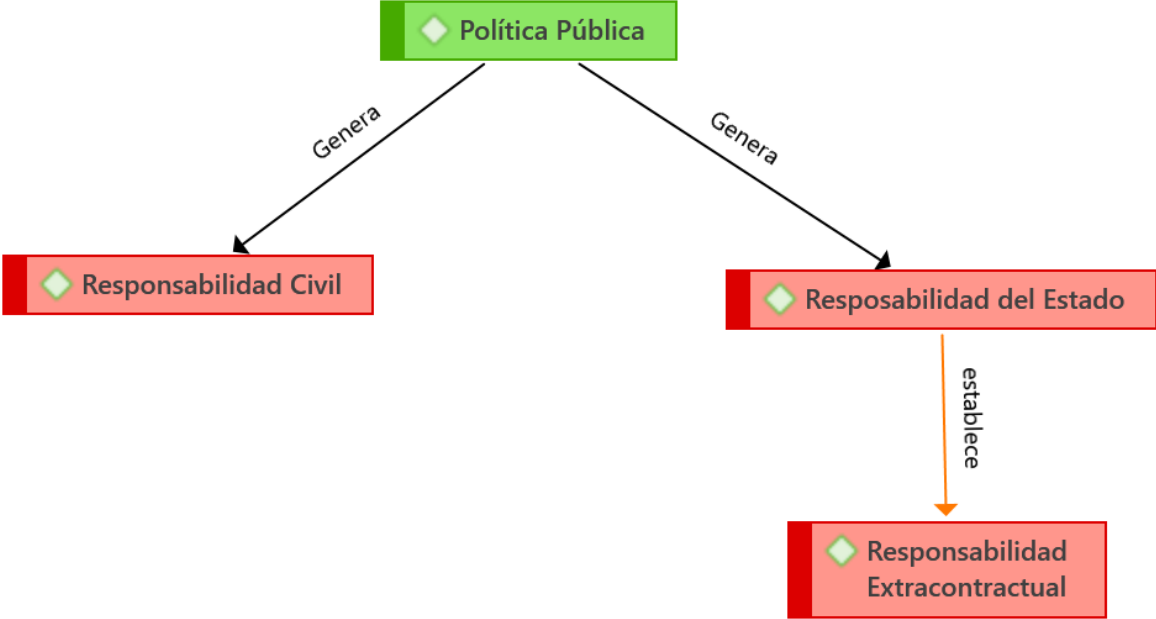 Política Pública
Genera
Genera
Responsabilidad Civil
Resposabilidad del Estado
establece
Responsabilidad
Extracontractual